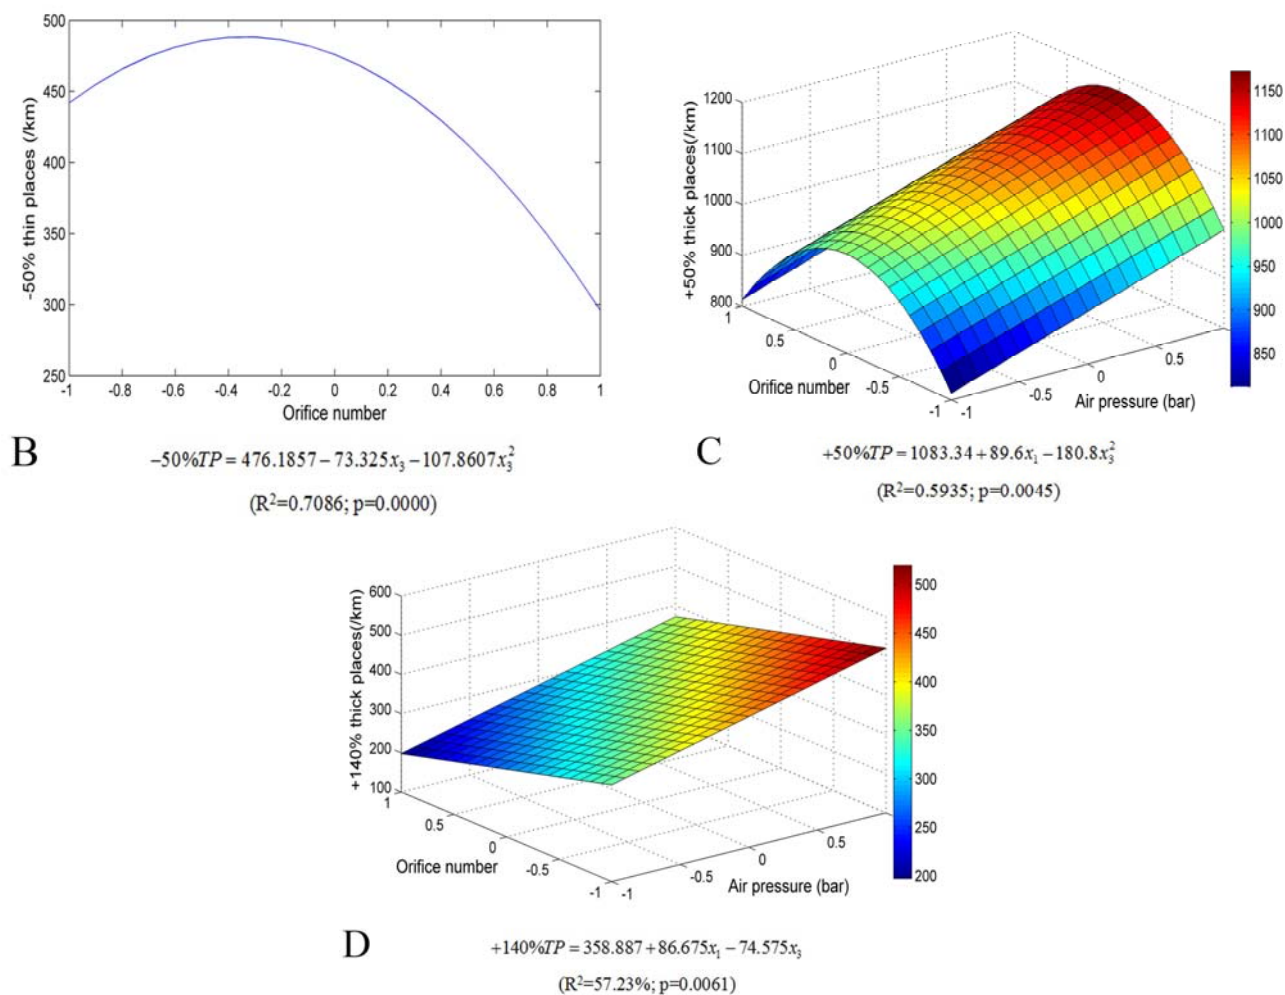 500
450
400
350
300
250
-50% thin places (/km)
-1 -0.8 -0.6 -0.4 -0.2 0 0.2 0.4 0.6 0.8 1
Orifice number
B
−50%TP = 476.1857 − 73.325x₃ − 107.8607x₃²
(R²=0.7086; p=0.0000)
1200
1100
1000
900
800
+50% thick places(/km)
1 0.5 0 -0.5 -1
Orifice number
-1 -0.5 0 0.5
Air pressure (bar)
1150
1100
1050
1000
950
900
850
C
+50%TP = 1083.34 + 89.6x₁ − 180.8x₃²
(R²=0.5935; p=0.0045)
600
500
400
300
200
100
+140% thick places(/km)
1 0.5 0 -0.5 -1
Orifice number
-1 -0.5 0 0.5
Air pressure (bar)
500
450
400
350
300
250
200
D
+140%TP = 358.887 + 86.675x₁ − 74.575x₃
(R²=57.23%; p=0.0061)